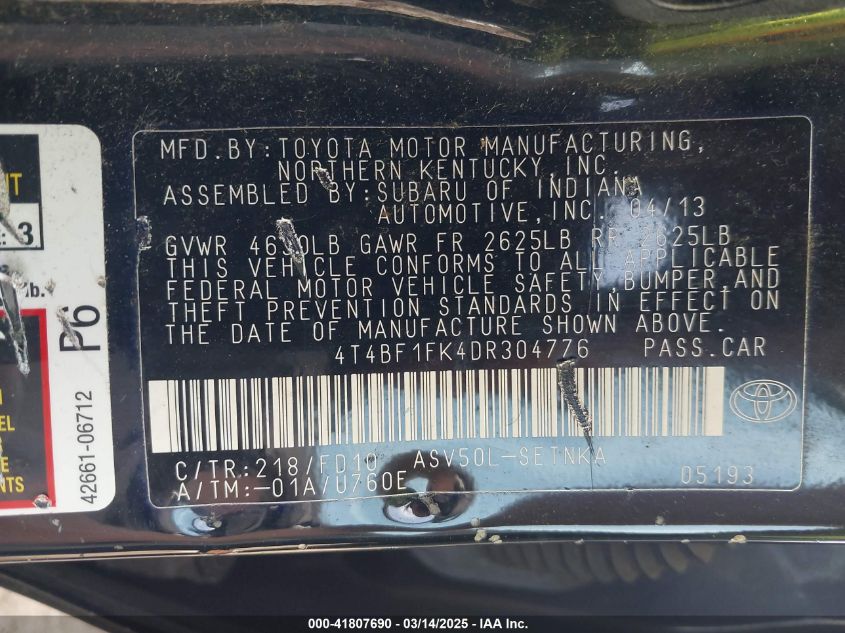 MFD.BY:TOYOTA MOTOR MANUFACTURING,
NORTHERN KENTUCKY,INC.
ASSEMBLED BY:SUBARU OF INDIANA
AUTOMOTIVE,INC. 04/13
GVWR LB GAWR FR 2625LB RR 2625LB
THIS VEHICLE CONFORMS TO ALL APPLICABLE
FEDERAL MOTOR VEHICLE SAFETY,BUMPER,AND
THEFT PREVENTION STANDARDS IN EFFECT ON
THE DATE OF MANUFACTURE SHOWN ABOVE.
4T4BF1FK4DR304776 PASS.CAR
C/TR:218/FD10 ASV50L-SETNKA
A/TM:-01A/U760E 05193
3
P6
42661-06712
000-41807690 - 03/14/2025 - IAA Inc.